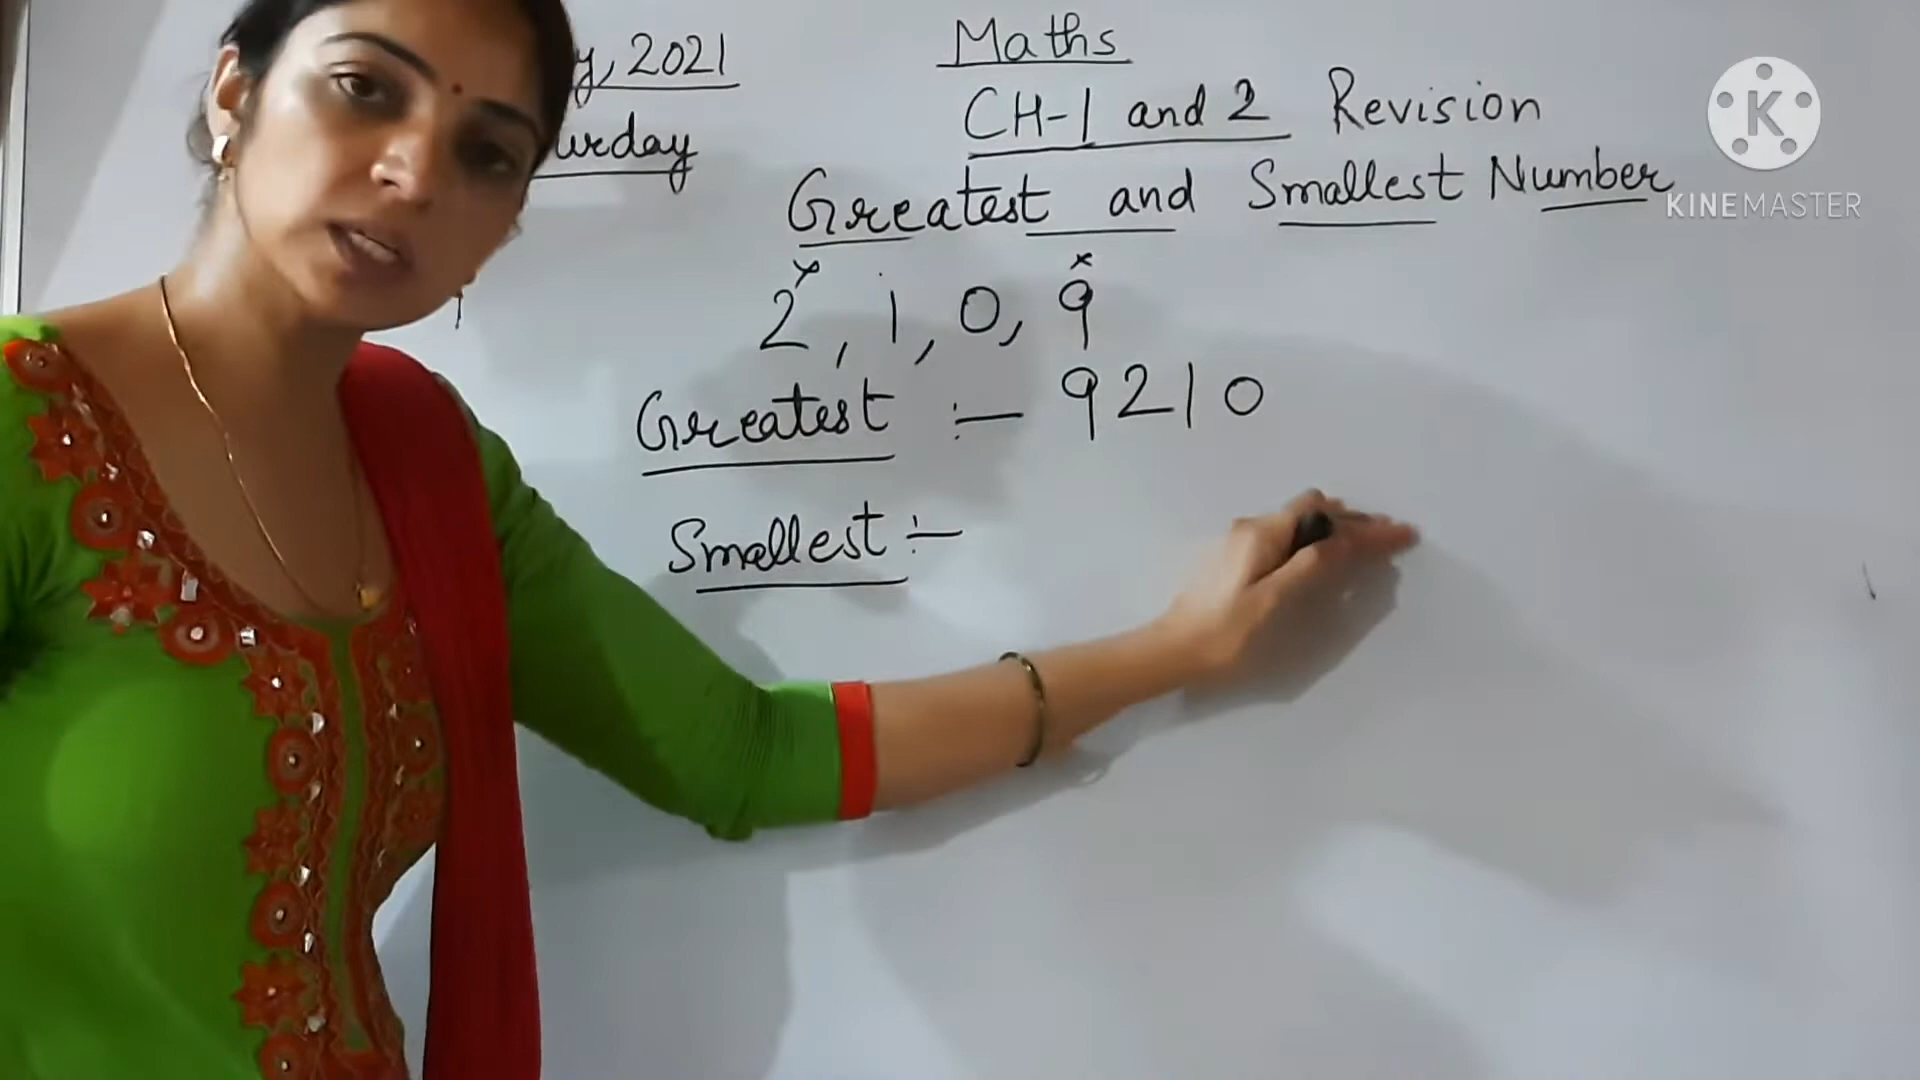 , 2021
Maths
CH-1 and 2 Revision
Greatest and Smallest Number
2, 1, 0, 9
Greatest :- 9210
Smallest :-
K
KINEMASTER